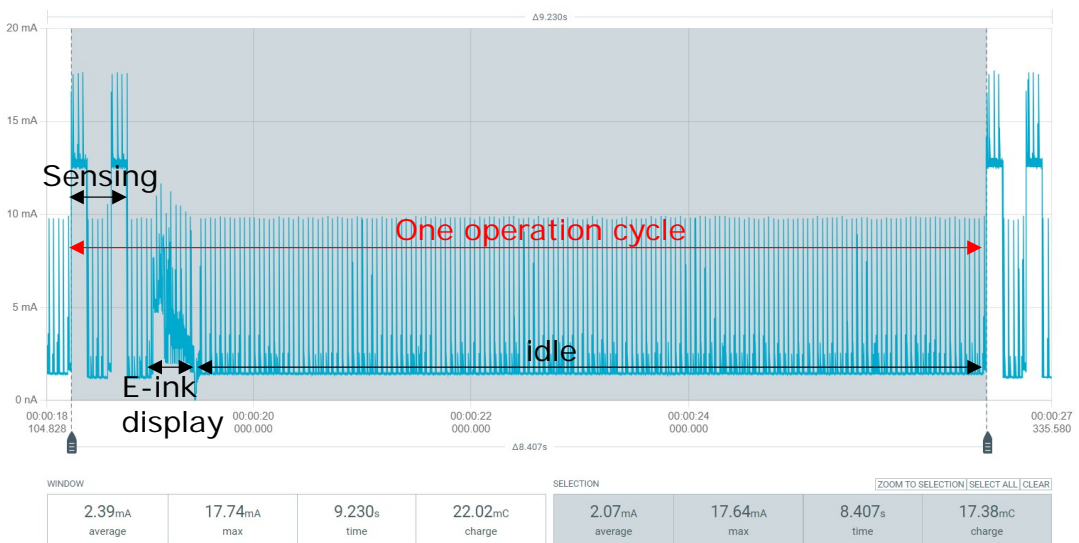 Δ9.230s
20 mA
15 mA
Sensing
10 mA
One operation cycle
5 mA
idle
E-ink
display
0 nA
00:00:18
104.828
00:00:20
000.000
00:00:22
000.000
00:00:24
000.000
00:00:27
335.580
Δ8.407s
WINDOW
SELECTION
ZOOM TO SELECTION SELECT ALL CLEAR
2.39mA 17.74mA 9.230s 22.02mC
average max time charge
2.07mA 17.64mA 8.407s 17.38mC
average max time charge